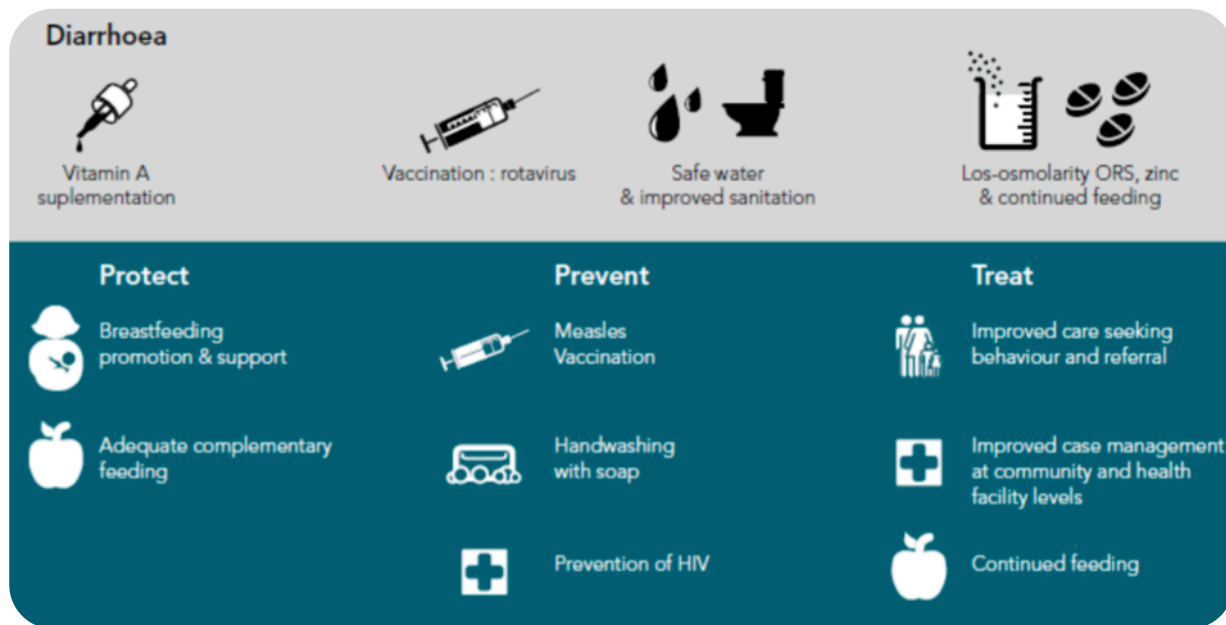 Diarrhoea
Vitamin A
suplementation
Vaccination : rotavirus
Safe water
& improved sanitation
Los-osmolarity ORS, zinc
& continued feeding
Protect
Breastfeeding
promotion & support
Adequate complementary
feeding
Prevent
Measles
Vaccination
Handwashing
with soap
Prevention of HIV
Treat
Improved care seeking
behaviour and referral
Improved case management
at community and health
facility levels
Continued feeding